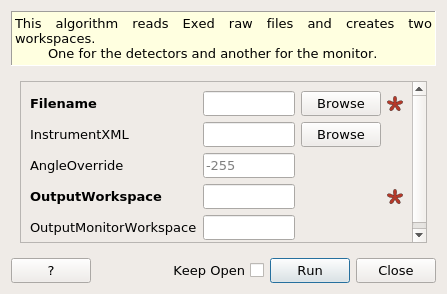 This algorithm reads Exed raw files and creates two
workspaces.
One for the detectors and another for the monitor.
Filename Browse *
InstrumentXML Browse
AngleOverride -255
OutputWorkspace *
OutputMonitorWorkspace
? Keep Open Run Close